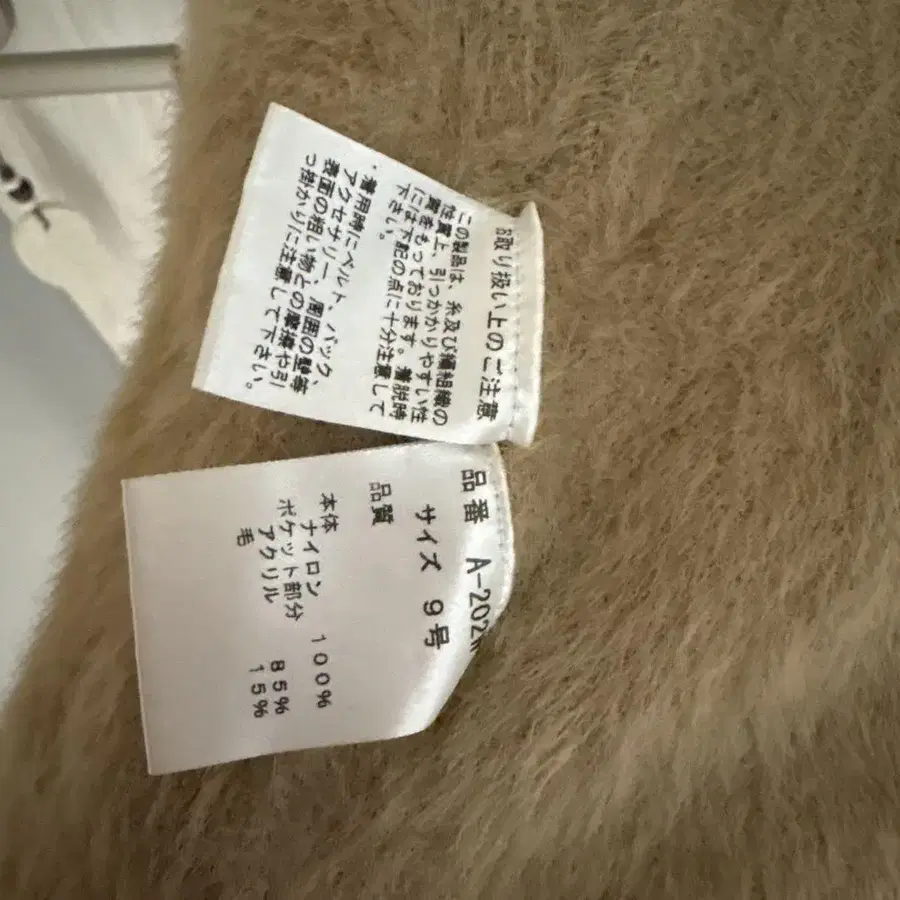 お取り扱い上のご注意
この製品は、糸及び編組織の
性質上、引っかかりやすい性
質をもっております。着脱時
には下記の点に十分注意して
下さい。
・着用時にベルト、バック、
アクセサリー、周囲の壁等
表面の粗い物との摩擦や引
っ掛かりに注意して下さい。
品番 A-202
サイズ 9号
品質
本体
ナイロン 100%
ポケット部分
アクリル 85%
毛 15%